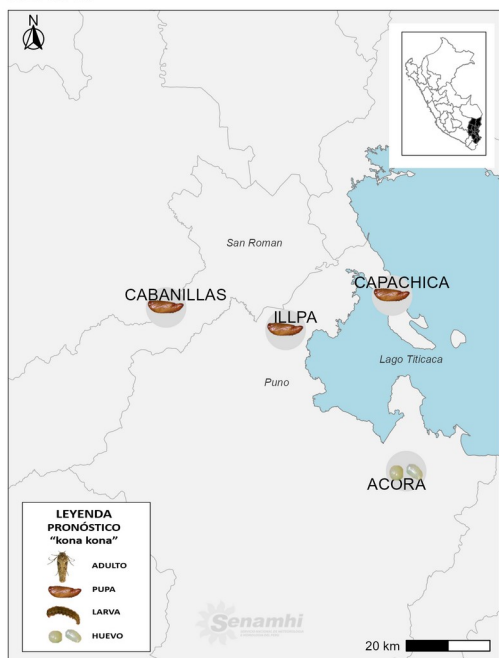 N
San Roman
CABANILLAS
CAPACHICA
ILLPA
Lago Titicaca
Puno
ACORA
LEYENDA
PRONÓSTICO
“kona kona”
ADULTO
PUPA
LARVA
HUEVO
Senamhi
20 km